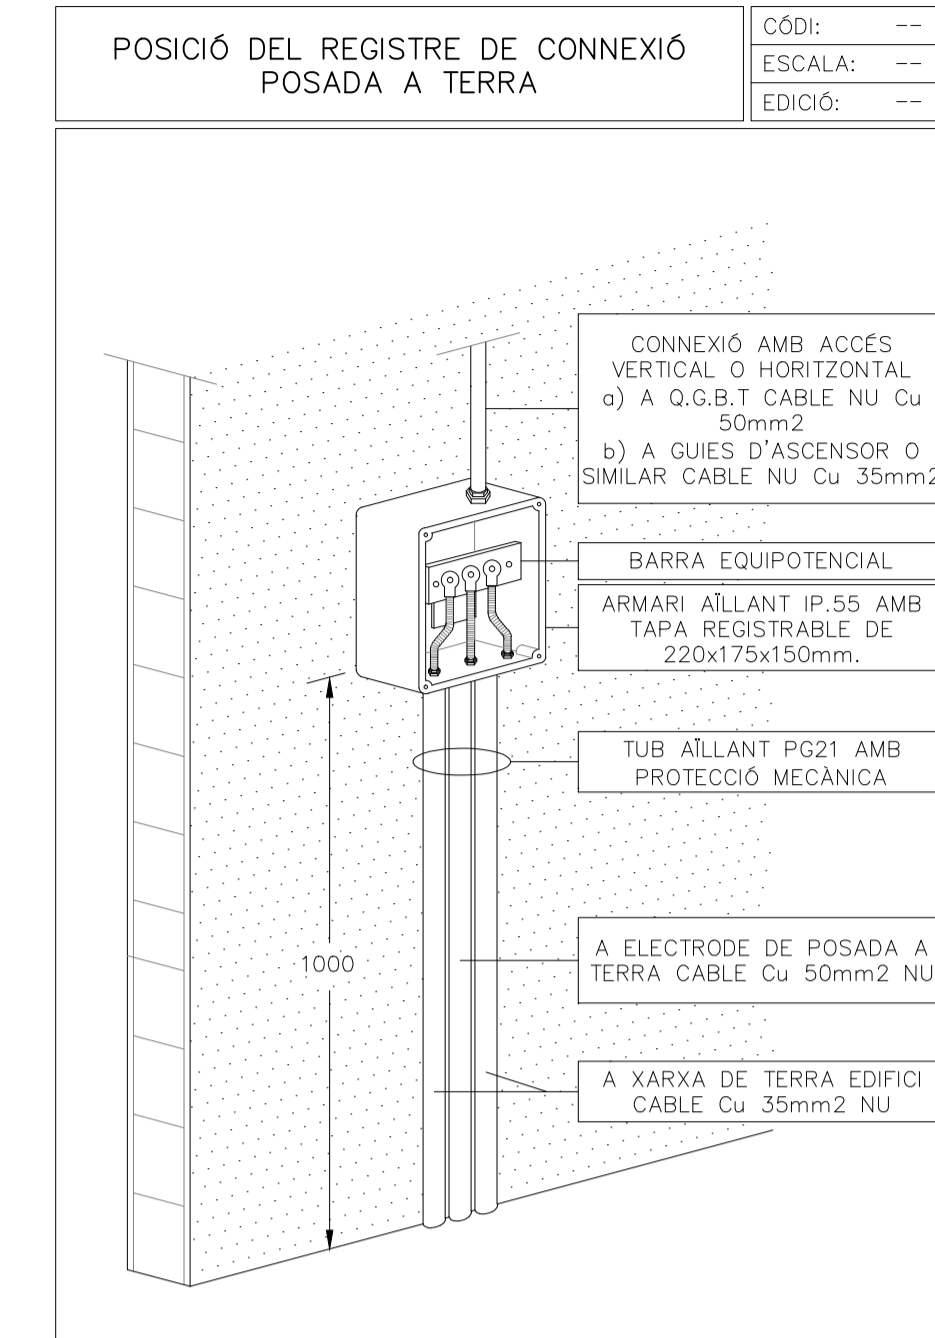 POSICIÓ DEL REGISTRE DE CONNEXIÓ
POSADA A TERRA
CÓDI: --
ESCALA: --
EDICIÓ: --
CONNEXIÓ AMB ACCÉS
VERTICAL O HORITZONTAL
a) A Q.G.B.T CABLE NU Cu
50mm2
b) A GUIES D'ASCENSOR O
SIMILAR CABLE NU Cu 35mm2
BARRA EQUIPOTENCIAL
ARMARI AÏLLANT IP.55 AMB
TAPA REGISTRABLE DE
220x175x150mm.
TUB AÏLLANT PG21 AMB
PROTECCIÓ MECÀNICA
1000
A ELECTRODE DE POSADA A
TERRA CABLE Cu 50mm2 NU
A XARXA DE TERRA EDIFICI
CABLE Cu 35mm2 NU